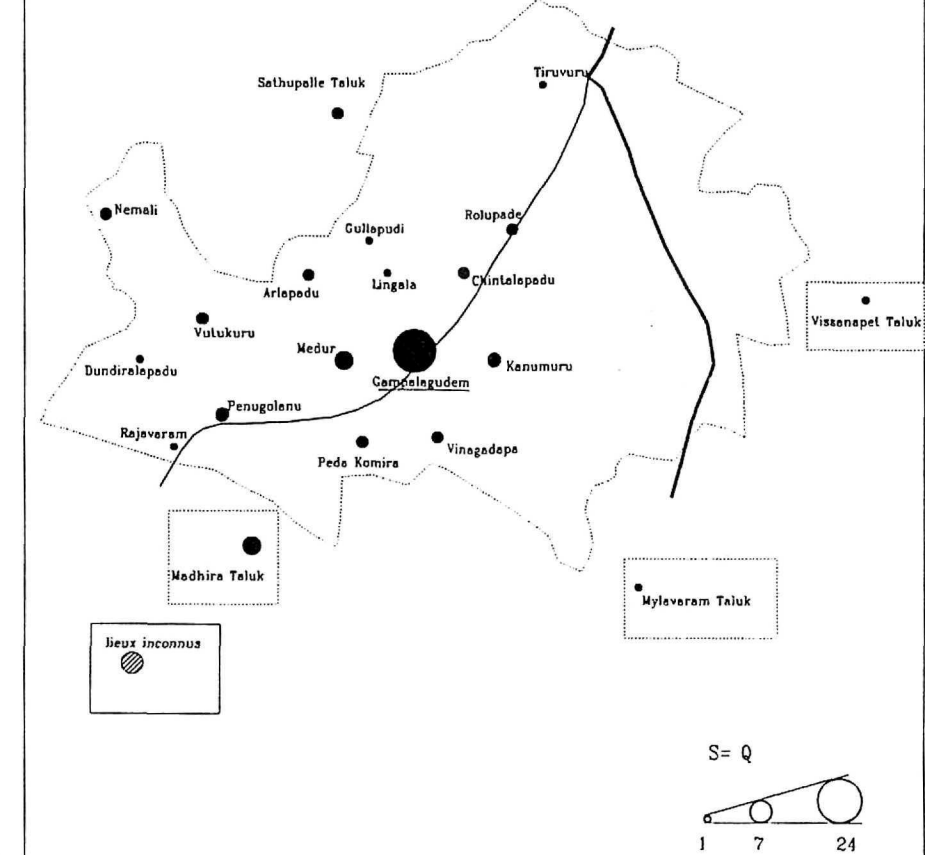 Tiruvuru
Sathupalle Taluk
Nemali
Rolupade
Gullapudi
Arlapadu
Lingala
Chintalapadu
Vissanapet Taluk
Vutukuru
Medur
Dundiralapadu
Kanumuru
Gampalagudem
Penugolanu
Rajavaram
Peda Komira
Vinagadapa
Madhira Taluk
Mylavaram Taluk
lieux inconnus
S= Q
1 7 24